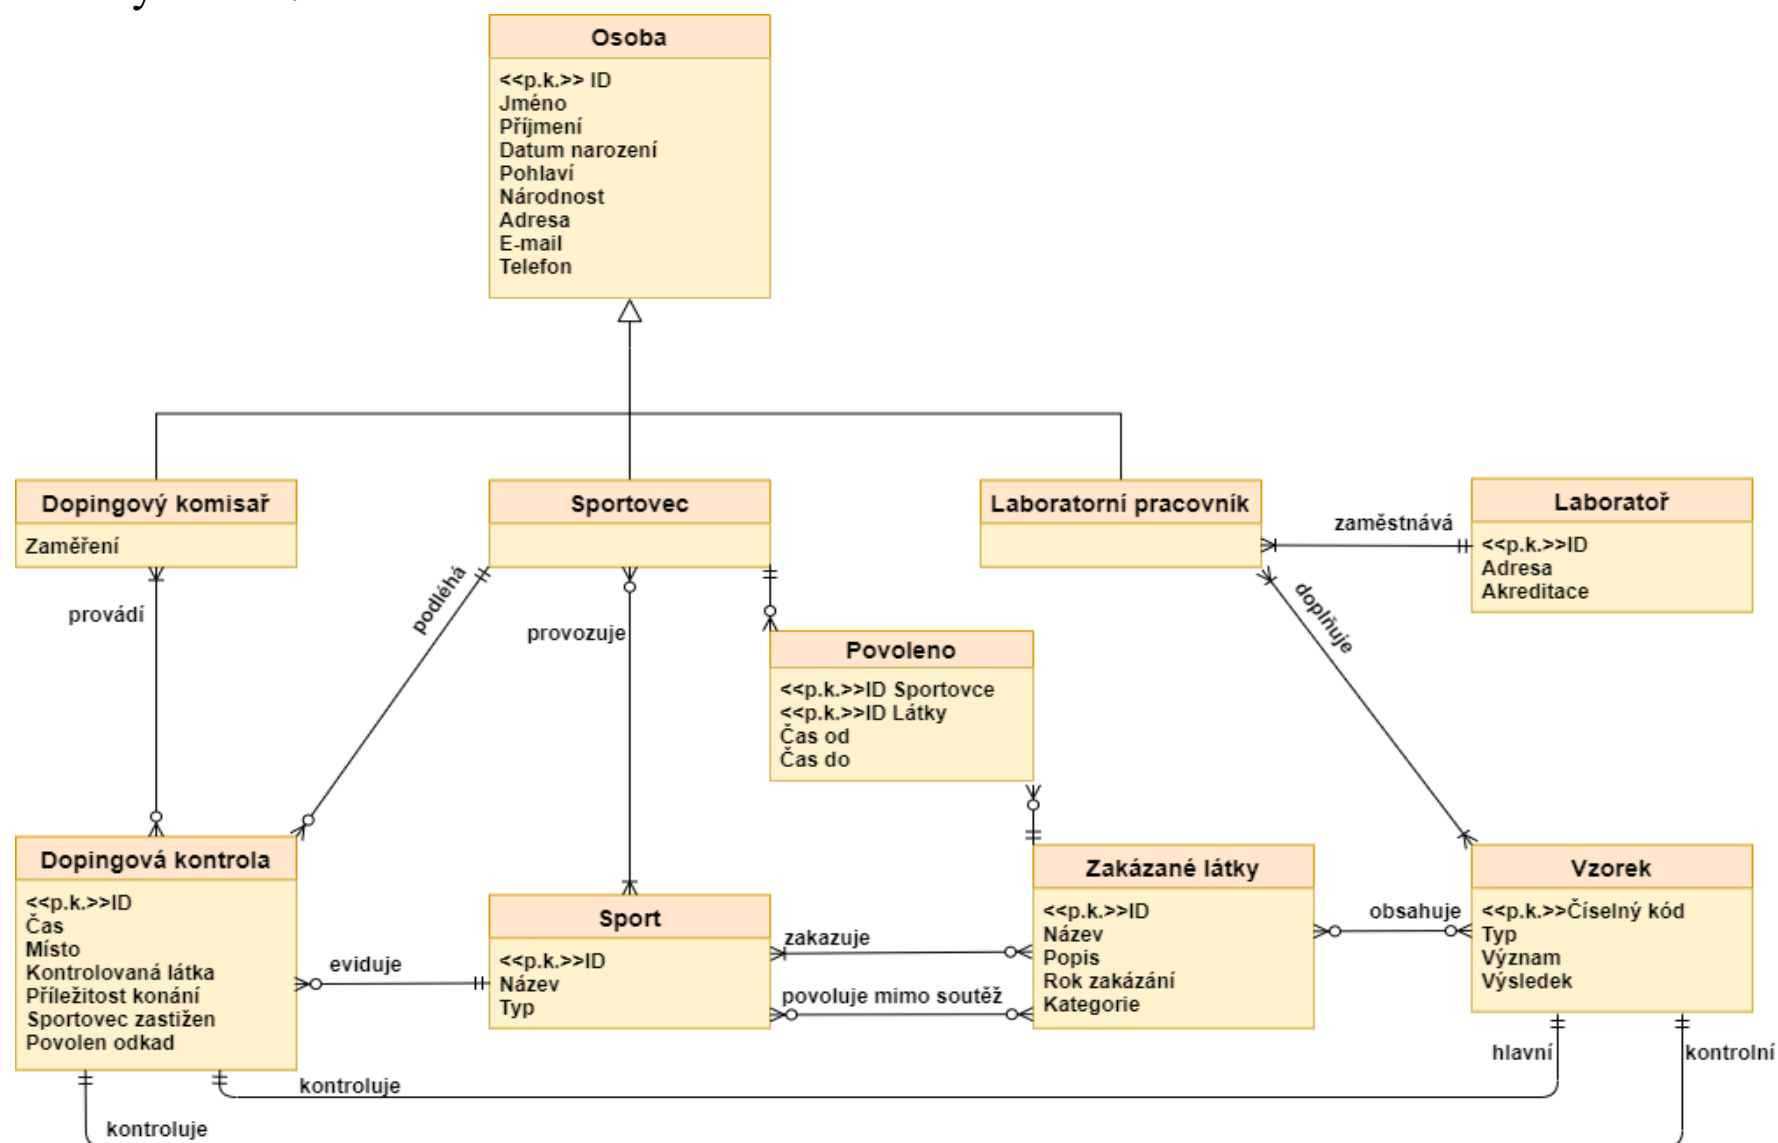 Osoba
<<p.k.>> ID
Jméno
Příjmení
Datum narození
Pohlaví
Národnost
Adresa
E-mail
Telefon
Dopingový komisař
Zaměření
Sportovec
Laboratorní pracovník
Laboratoř
<<p.k.>>ID
Adresa
Akreditace
zaměstnává
provádí
podléhá
provozuje
doplňuje
Povoleno
<<p.k.>>ID Sportovce
<<p.k.>>ID Látky
Čas od
Čas do
Dopingová kontrola
<<p.k.>>ID
Čas
Místo
Kontrolovaná látka
Příležitost konání
Sportovec zastižen
Povolen odkad
eviduje
Sport
<<p.k.>>ID
Název
Typ
zakazuje
povoluje mimo soutěž
Zakázané látky
<<p.k.>>ID
Název
Popis
Rok zakázání
Kategorie
obsahuje
Vzorek
<<p.k.>>Číselný kód
Typ
Význam
Výsledek
hlavní
kontrolní
kontroluje
kontroluje